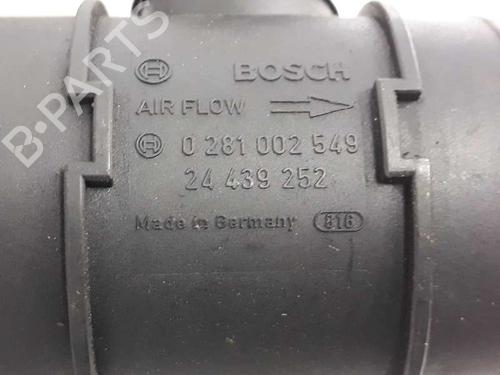 BOSCH
AIR FLOW
0 281 002 549
24 439 252
Made in Germany 816
B-PARTS